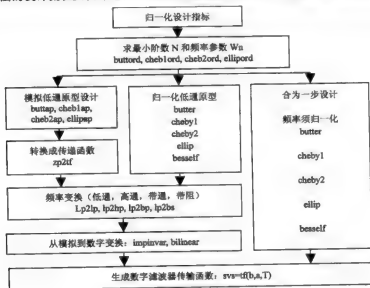 归一化设计指标
求最小阶数 N 和频率参数 Wn
buttord, cheb1ord, cheb2ord, ellipord
模拟低通原型设计
buttap, cheb1ap,
cheb2ap, ellipap
转换成传递函数
zp2tf
归一化低通原型
butter
cheby1
cheby2
ellip
besself
合为一步设计
频率须归一化
butter
cheby1
cheby2
ellip
besself
频率变换（低通，高通，带通，带阻）
Lp2lp, lp2hp, lp2bp, lp2bs
从模拟到数字变换：impinvar, bilinear
生成数字滤波器传输函数：svs=tf(b,a,T)